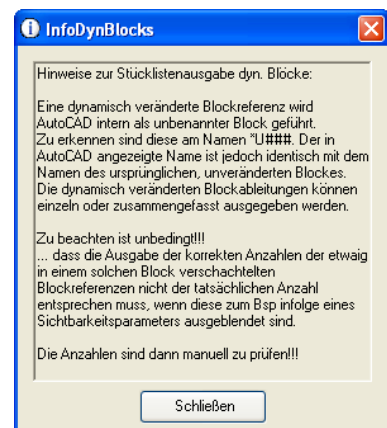 InfoDynBlocks
Hinweise zur Stücklistenausgabe dyn. Blöcke:
Eine dynamisch veränderte Blockreferenz wird
AutoCAD intern als unbenannter Block geführt.
Zu erkennen sind diese am Namen *U###. Der in
AutoCAD angezeigte Name ist jedoch identisch mit dem
Namen des ursprünglichen, unveränderten Blockes.
Die dynamisch veränderten Blockableitungen können
einzeln oder zusammengefasst ausgegeben werden.
Zu beachten ist unbedingt!!!
... dass die Ausgabe der korrekten Anzahlen der etwaig
in einem solchen Block verschachtelten
Blockreferenzen nicht der tatsächlichen Anzahl
entsprechen muss, wenn diese zum Bsp infolge eines
Sichtbarkeitsparameters ausgeblendet sind.
Die Anzahlen sind dann manuell zu prüfen!!!
Schließen